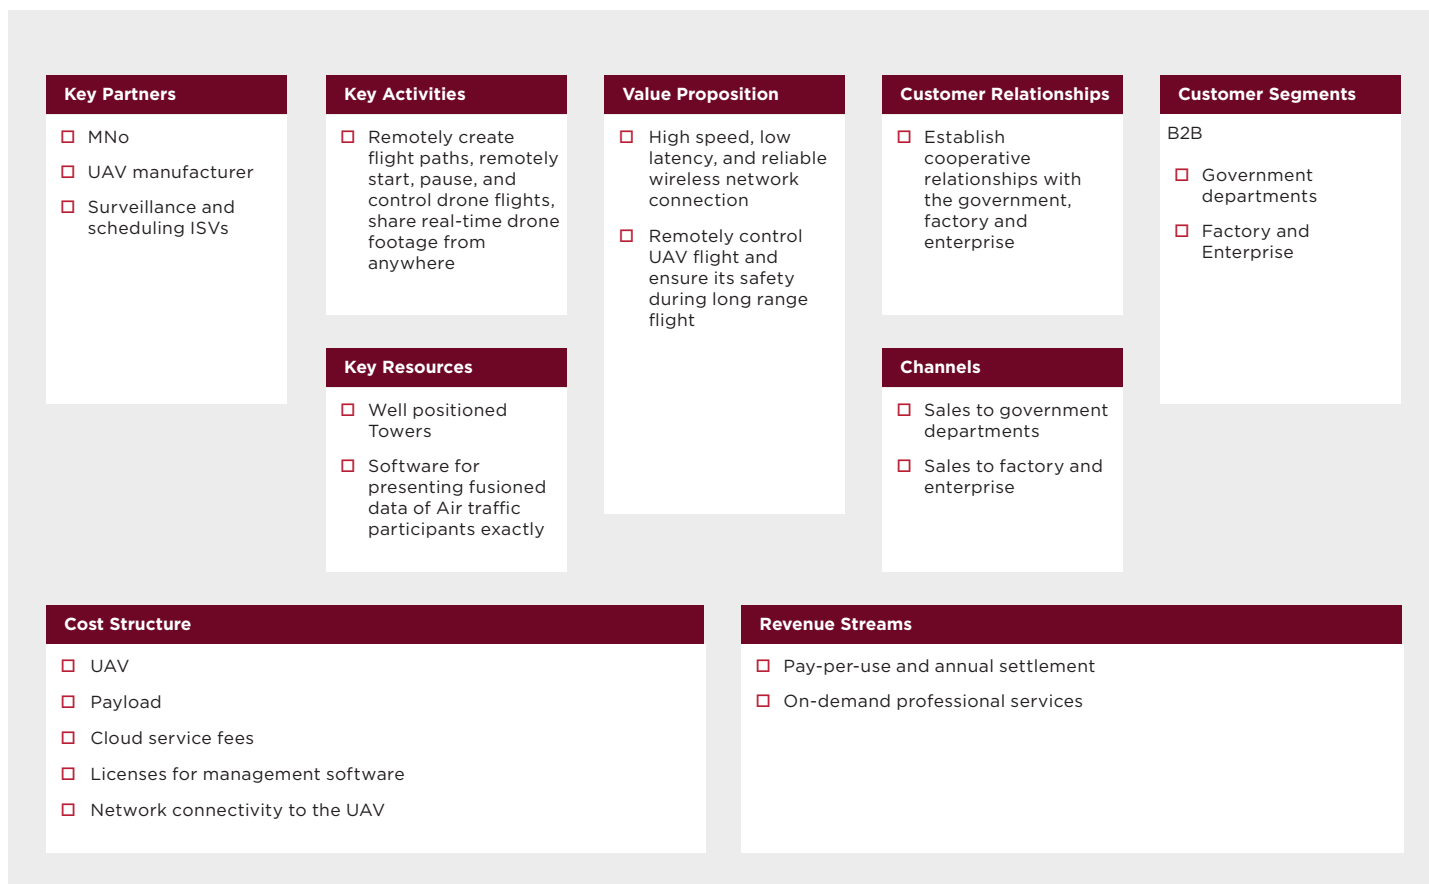 Key Partners
MNo
UAV manufacturer
Surveillance and
scheduling ISVs
Key Activities
Remotely create
flight paths, remotely
start, pause, and
control drone flights,
share real-time drone
footage from
anywhere
Key Resources
Well positioned
Towers
Software for
presenting fusioned
data of Air traffic
participants exactly
Value Proposition
High speed, low
latency, and reliable
wireless network
connection
Remotely control
UAV flight and
ensure its safety
during long range
flight
Customer Relationships
Establish
cooperative
relationships with
the government,
factory and
enterprise
Channels
Sales to government
departments
Sales to factory and
enterprise
Customer Segments
B2B
Government
departments
Factory and
Enterprise
Cost Structure
UAV
Payload
Cloud service fees
Licenses for management software
Network connectivity to the UAV
Revenue Streams
Pay-per-use and annual settlement
On-demand professional services